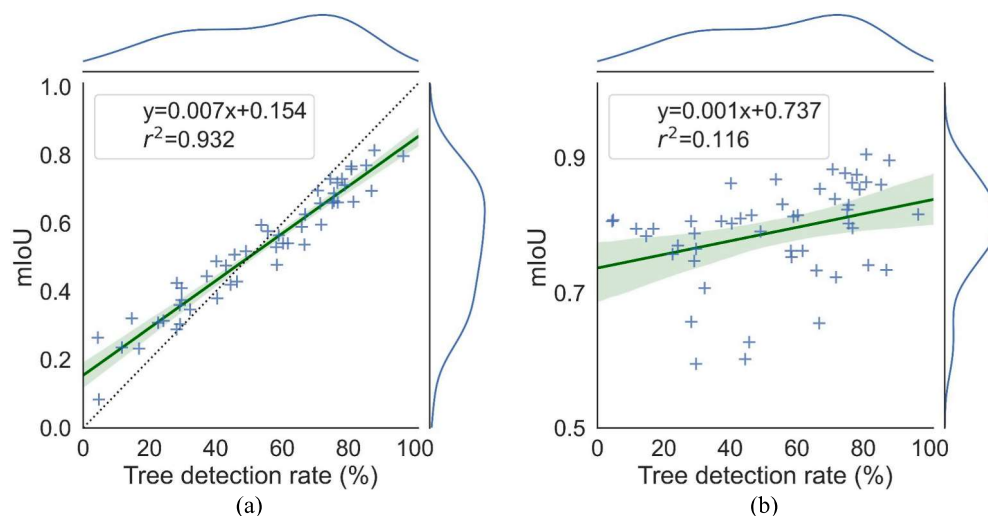 y=0.007x+0.154
r²=0.932
1.0
0.8
0.6
0.4
0.2
0.0
mIoU
0 20 40 60 80 100
Tree detection rate (%)
(a)
y=0.001x+0.737
r²=0.116
0.9
0.7
0.5
mIoU
0 20 40 60 80 100
Tree detection rate (%)
(b)